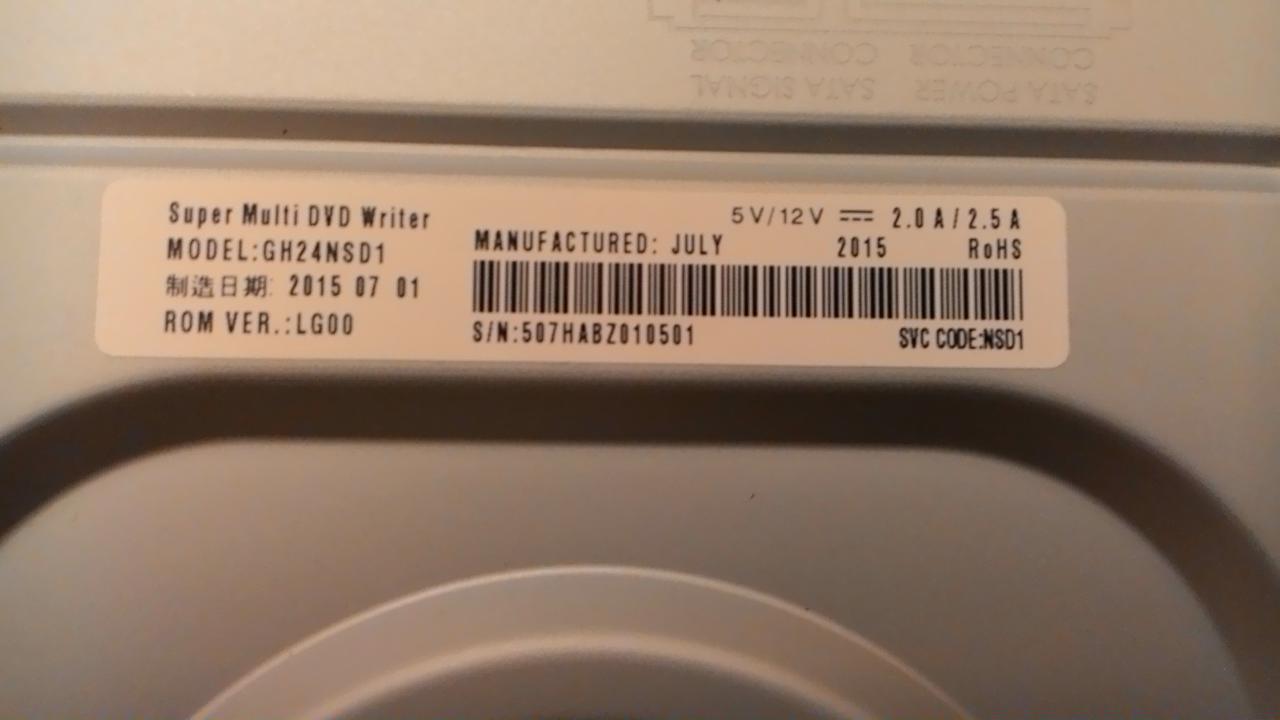 SATA POWER CONNECTOR
SATA SIGNAL CONNECTOR
Super Multi DVD Writer
MODEL:GH24NSD1
制造日期: 2015 07 01
ROM VER.:LG00
5V/12V ⎓ 2.0 A / 2.5 A
MANUFACTURED: JULY 2015 RoHS
S/N:507HABZ010501
SVC CODE:NSD1